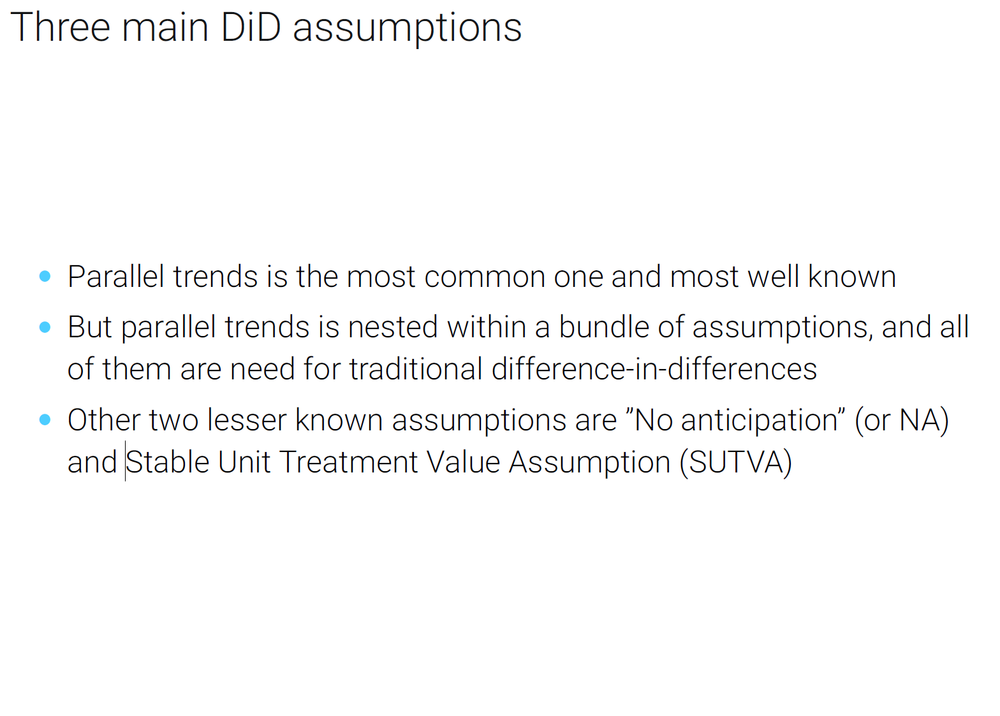 Three main DiD assumptions
Parallel trends is the most common one and most well known
But parallel trends is nested within a bundle of assumptions, and all
of them are need for traditional difference-in-differences
Other two lesser known assumptions are ”No anticipation” (or NA)
and Stable Unit Treatment Value Assumption (SUTVA)